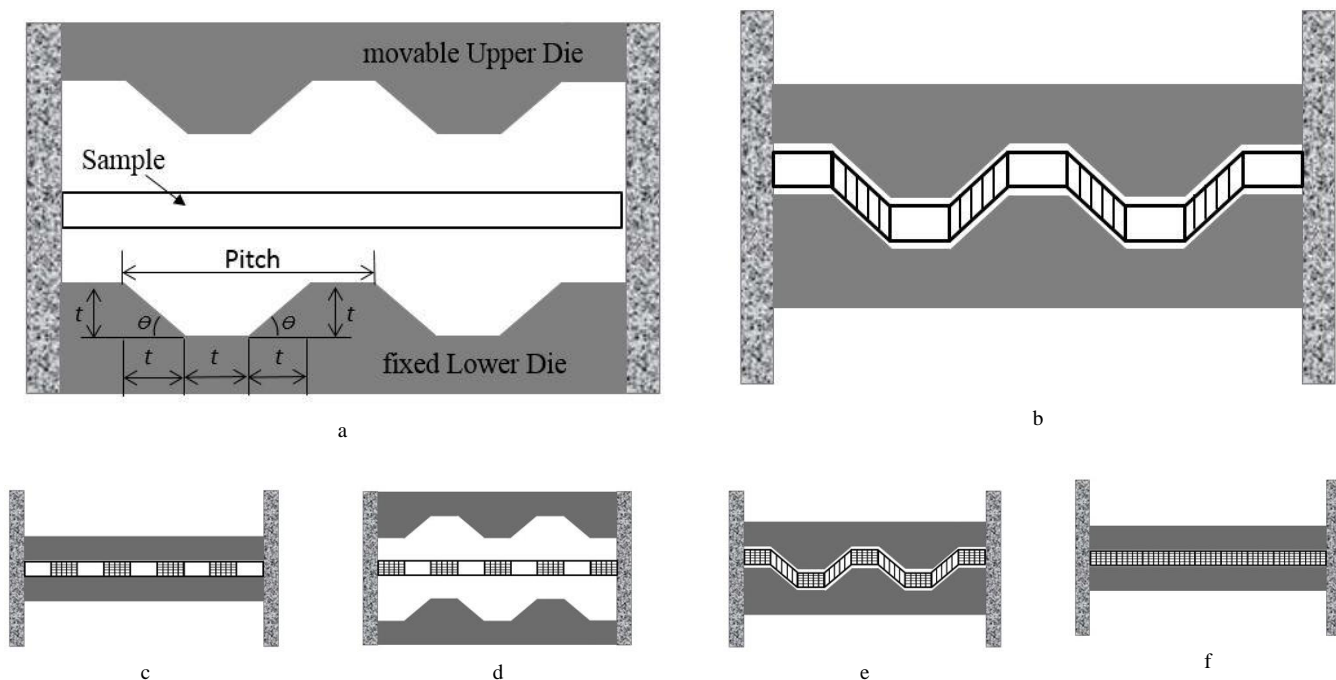 movable Upper Die
Sample
Pitch
t
θ
θ
t
t
t
t
fixed Lower Die
a
b
c
d
e
f